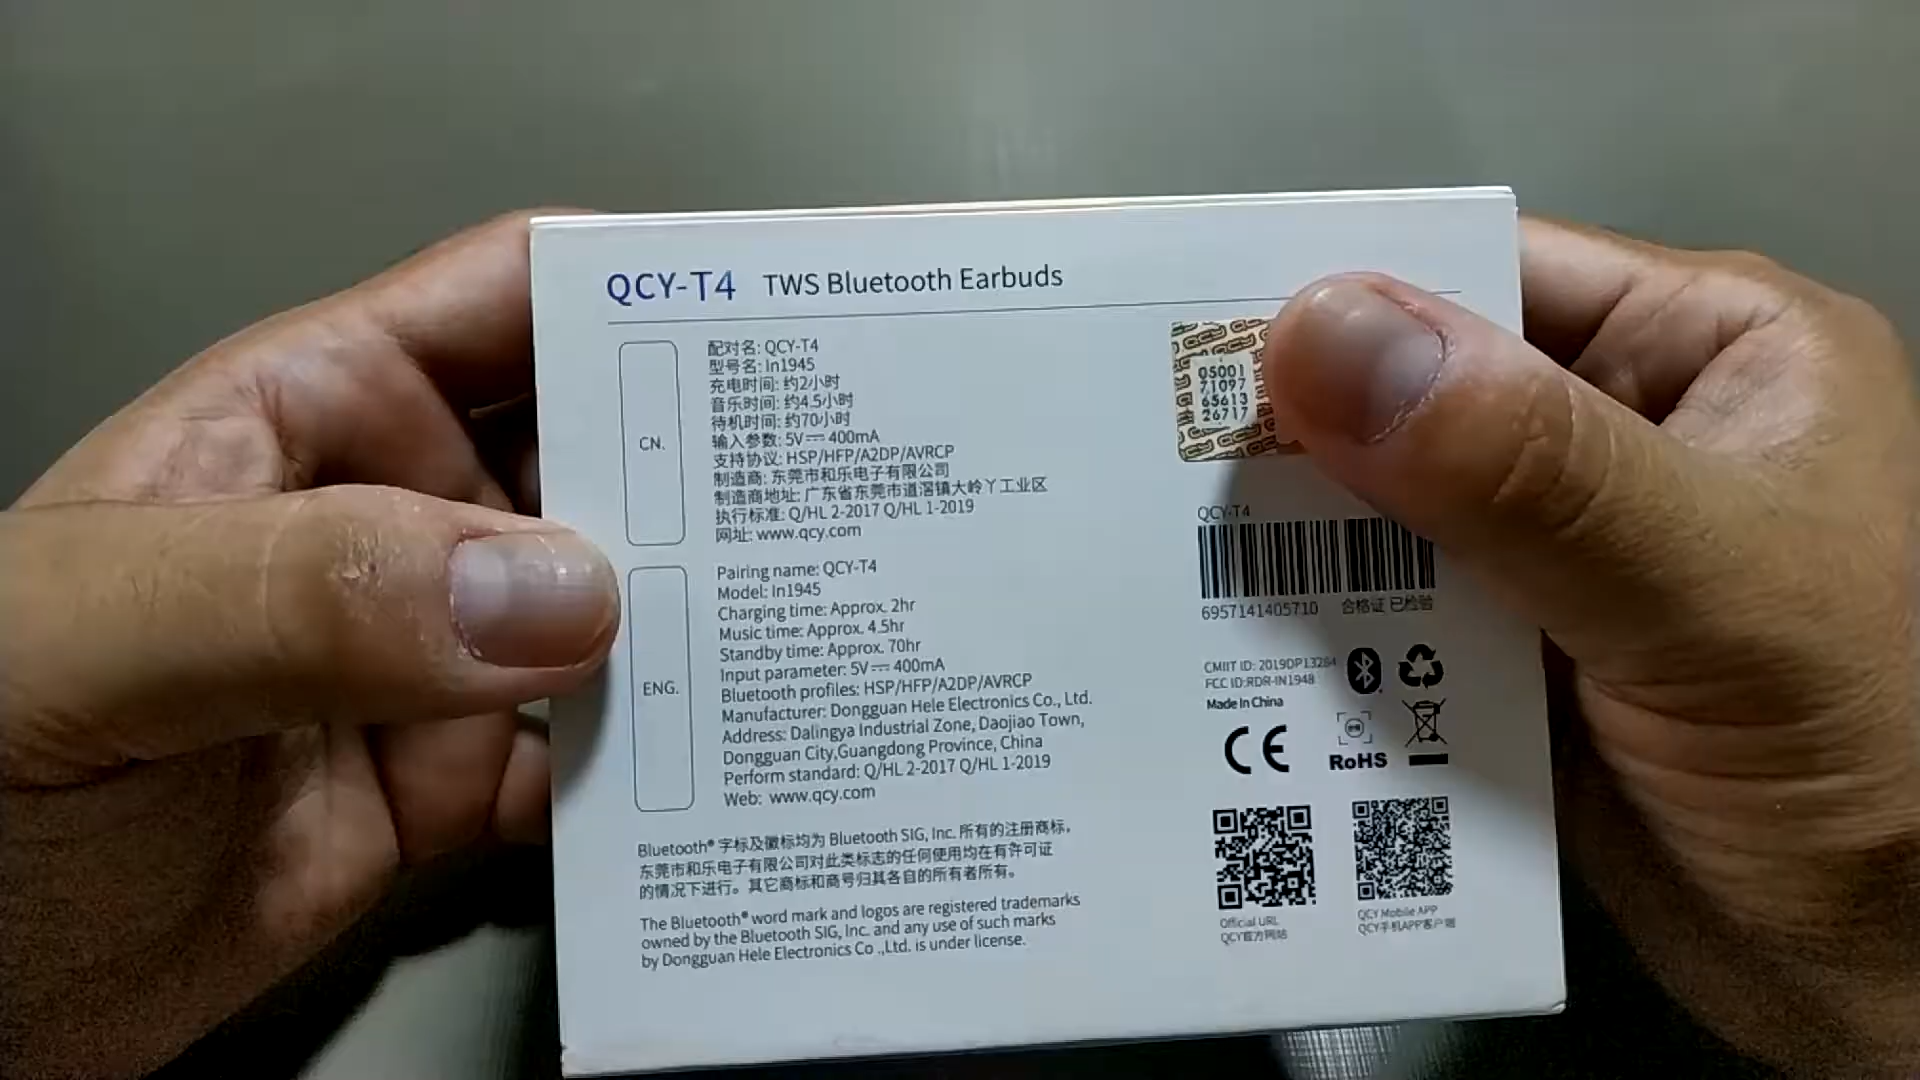 QCY-T4 TWS Bluetooth Earbuds
CN.
配对名: QCY-T4
型号名: In1945
充电时间: 约2小时
音乐时间: 约4.5小时
待机时间: 约70小时
输入参数: 5V⎓400mA
支持协议: HSP/HFP/A2DP/AVRCP
制造商: 东莞市和乐电子有限公司
制造商地址: 广东省东莞市道滘镇大岭丫工业区
执行标准: Q/HL 2-2017 Q/HL 1-2019
网址: www.qcy.com
ENG.
Pairing name: QCY-T4
Model: In1945
Charging time: Approx. 2hr
Music time: Approx. 4.5hr
Standby time: Approx. 70hr
Input parameter: 5V⎓400mA
Bluetooth profiles: HSP/HFP/A2DP/AVRCP
Manufacturer: Dongguan Hele Electronics Co., Ltd.
Address: Dalingya Industrial Zone, Daojiao Town,
Dongguan City,Guangdong Province, China
Perform standard: Q/HL 2-2017 Q/HL 1-2019
Web: www.qcy.com
Bluetooth® 字标及徽标均为 Bluetooth SIG, Inc. 所有的注册商标，
东莞市和乐电子有限公司对此类标志的任何使用均在有许可证
的情况下进行。其它商标和商号归其各自的所有者所有。
The Bluetooth® word mark and logos are registered trademarks
owned by the Bluetooth SIG, Inc. and any use of such marks
by Dongguan Hele Electronics Co .,Ltd. is under license.
05001
71097
65613
26717
QCY-T4
6957141405710 合格证 已检验
CMIIT ID: 2019DP13264
FCC ID:RDR-IN1948
Made In China
CE
RoHS
Official URL
QCY官方网站
QCY Mobile APP
QCY手机APP客户端